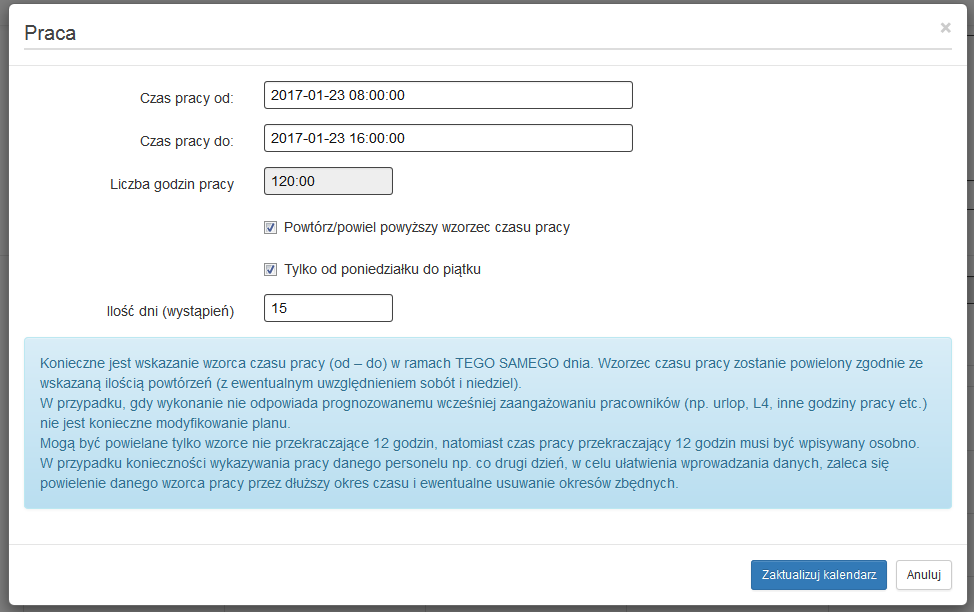 Praca ×
Czas pracy od: 2017-01-23 08:00:00
Czas pracy do: 2017-01-23 16:00:00
Liczba godzin pracy 120:00
Powtórz/powiel powyższy wzorzec czasu pracy
Tylko od poniedziałku do piątku
Ilość dni (wystąpień) 15
Konieczne jest wskazanie wzorca czasu pracy (od – do) w ramach TEGO SAMEGO dnia. Wzorzec czasu pracy zostanie powielony zgodnie ze
wskazaną ilością powtórzeń (z ewentualnym uwzględnieniem sobót i niedziel).
W przypadku, gdy wykonanie nie odpowiada prognozowanemu wcześniej zaangażowaniu pracowników (np. urlop, L4, inne godziny pracy etc.)
nie jest konieczne modyfikowanie planu.
Mogą być powielane tylko wzorce nie przekraczające 12 godzin, natomiast czas pracy przekraczający 12 godzin musi być wpisywany osobno.
W przypadku konieczności wykazywania pracy danego personelu np. co drugi dzień, w celu ułatwienia wprowadzania danych, zaleca się
powielenie danego wzorca pracy przez dłuższy okres czasu i ewentualne usuwanie okresów zbędnych.
Zaktualizuj kalendarz Anuluj